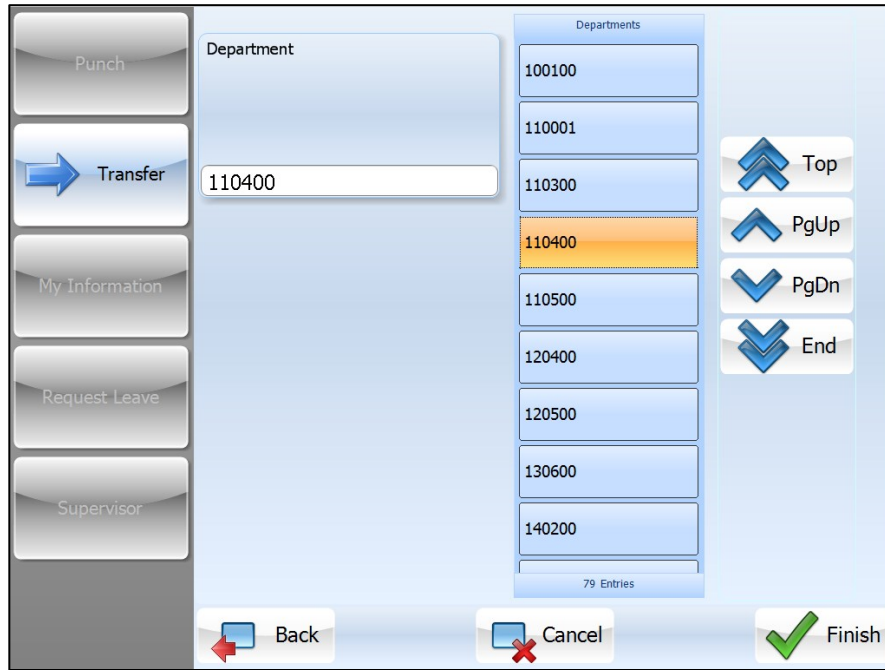 Punch
Transfer
My Information
Request Leave
Supervisor
Department
110400
Departments
100100
110001
110300
110400
110500
120400
120500
130600
140200
79 Entries
Top
PgUp
PgDn
End
Back
Cancel
Finish